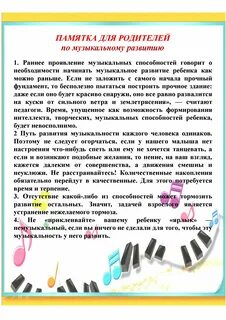 ПАМЯТКА ДЛЯ РОДИТЕЛЕЙ
по музыкальному развитию
1. Раннее проявление музыкальных способностей говорит о
необходимости начинать музыкальное развитие ребенка как
можно раньше. Если не заложить с самого начала прочный
фундамент, то бесполезно пытаться построить прочное здание:
даже если оно будет красиво снаружи, оно все равно развалится
на куски от сильного ветра и землетрясения», — считают
педагоги. Время, упущенное как возможность формирования
интеллекта, творческих, музыкальных способностей ребенка,
будет невосполнимо.
2 Путь развития музыкальности каждого человека одинаков.
Поэтому не следует огорчаться, если у вашего малыша нет
настроения что-нибудь спеть или ему не хочется танцевать, а
если и возникают подобные желания, то пение, на ваш взгляд,
кажется далеким от совершенства, а движения смешны и
неуклюжи. Не расстраивайтесь! Количественные накопления
обязательно перейдут в качественные. Для этого потребуется
время и терпение.
3. Отсутствие какой-либо из способностей может тормозить
развитие остальных. Значит, задачей взрослого является
устранение нежелаемого тормоза.
4. Не «приклеивайте» вашему ребенку «ярлык» —
немузыкальный, если вы ничего не сделали для того, чтобы эту
музыкальность у него развить.